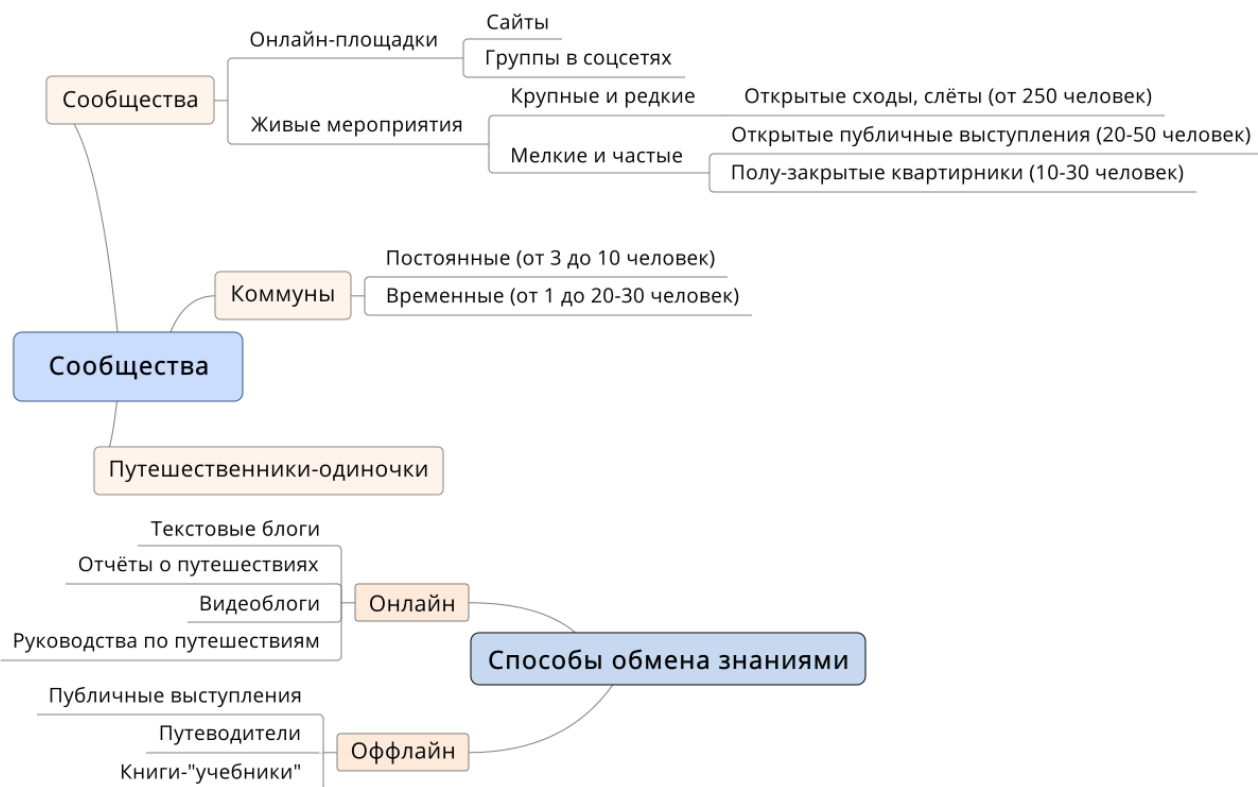 Сообщества
Онлайн-площадки
Сайты
Группы в соцсетях
Живые мероприятия
Крупные и редкие
Открытые сходы, слёты (от 250 человек)
Мелкие и частые
Открытые публичные выступления (20-50 человек)
Полу-закрытые квартирники (10-30 человек)
Коммуны
Постоянные (от 3 до 10 человек)
Временные (от 1 до 20-30 человек)
Сообщества
Путешественники-одиночки
Текстовые блоги
Отчёты о путешествиях
Видеоблоги
Руководства по путешествиям
Онлайн
Способы обмена знаниями
Публичные выступления
Путеводители
Книги-"учебники"
Оффлайн